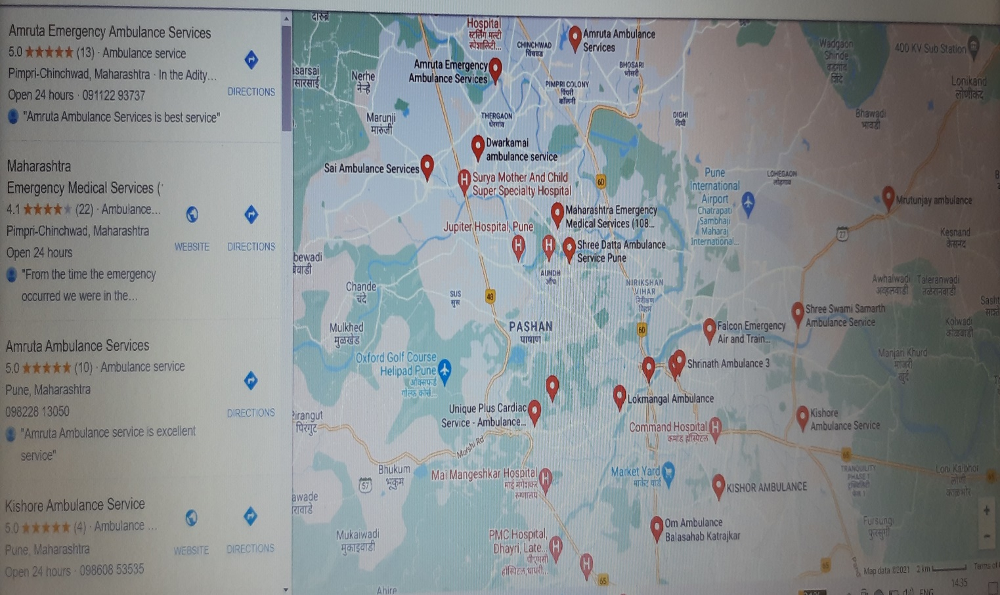 Amruta Emergency Ambulance Services
5.0 ★★★★★ (13) · Ambulance service
Pimpri-Chinchwad, Maharashtra · In the Adity...
Open 24 hours · 091122 93737
DIRECTIONS
"Amruta Ambulance Services is best service"
Maharashtra
Emergency Medical Services (
4.1 ★★★★★ (22) · Ambulance...
Pimpri-Chinchwad, Maharashtra
Open 24 hours
WEBSITE DIRECTIONS
"From the time the emergency
occurred we were in the...
Amruta Ambulance Services
5.0 ★★★★★ (10) · Ambulance service
Pune, Maharashtra
098228 13050
DIRECTIONS
"Amruta Ambulance service is excellent
service"
Kishore Ambulance Service
5.0 ★★★★★ (4) · Ambulance ...
Pune, Maharashtra
WEBSITE DIRECTIONS
Open 24 hours · 098608 53535
Hospital
स्टर्लिंग मल्टी
स्पेशालिटी...
CHINCHWAD
चिंचवड
Amruta Ambulance
Services
Wadgaon
Shinde
वडगाव
शिंदे
400 KV Sub Station
Lonikand
लोणीकंद
Nerhe
नेऱ्हे
Amruta Emergency
Ambulance Services
BHOSARI
भोसरी
PIMPRI COLONY
पिंपरी
कॉलनी
Marunji
मारुंजी
THERGAON
थेरगांव
DIGHI
दिघी
Bhawadi
भावडी
Dwarkamai
ambulance service
Sai Ambulance Services
Surya Mother And Child
Super Specialty Hospital
60
Pune
International
Airport
Chatrapati
Sambhaji
Maharaj
International...
LOHEGAON
लोहगाव
Mrutunjay ambulance
Maharashtra Emergency
Medical Services (108...
Jupiter Hospital, Pune
27
Kesnand
केसनंद
Shree Datta Ambulance
Service Pune
AUNDH
औंध
bewadi
Chande
चंदे
SUS
सुस
48
NIRIKSHAN
VIHAR
निरीक्षण
विहार
Awhalwadi
अव्हलवाडी
Taleranwadi
तळेरानवाडी
Shree Swami Samarth
Ambulance Service
Kolwadi
कोळवाडी
Mulkhed
मुळखेड
PASHAN
पाषाण
60
Falcon Emergency
Air and Train...
Manjari Khurd
मांजरी
खुर्द
Oxford Golf Course
Helipad Pune
ऑक्सफर्ड
गोल्फ कोर्स...
Shrinath Ambulance 3
Lokmangal Ambulance
Unique Plus Cardiac
Service - Ambulance...
Pirangut
पिरंगुट
Command Hospital
कमांड हॉस्पिटल
Kishore
Ambulance Service
65
Bhukum
भूकुम
57
Mai Mangeshkar Hospital
माई मंगेशकर
रुग्णालय
Market Yard
मार्केट यार्ड
KISHOR AMBULANCE
TRANQUILITY
PHASE 1
Loni Kalbhor
लोणी
काळभोर
Mukaiwadi
मुकाइवाडी
PMC Hospital,
Dhayri, Late...
पीएमसी
हॉस्पिटल,धायरी...
Om Ambulance
Balasahab Katrajkar
Fursungi
फुरसुंगी
65
65
Ahire
Map data ©2021 2 km Terms of
14:35
ENG